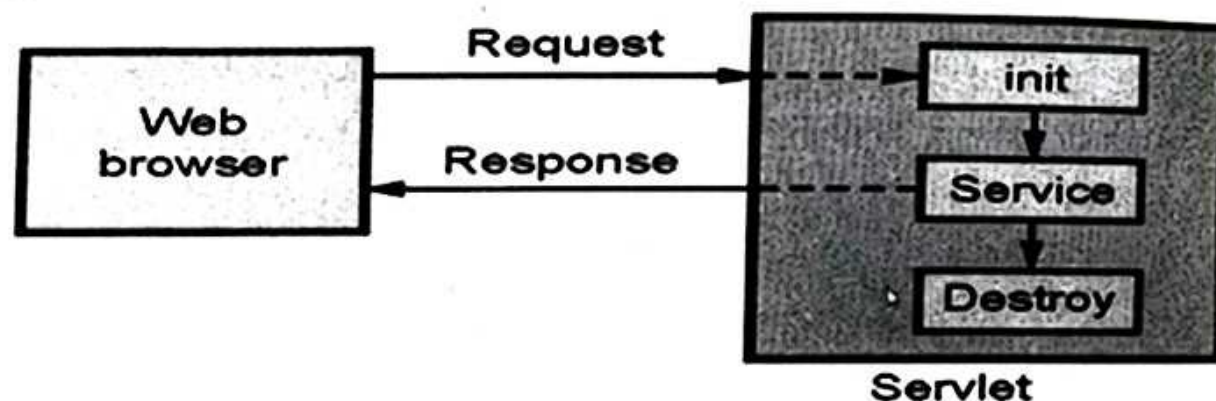 Request
init
Web
browser
Response
Service
Destroy
Servlet